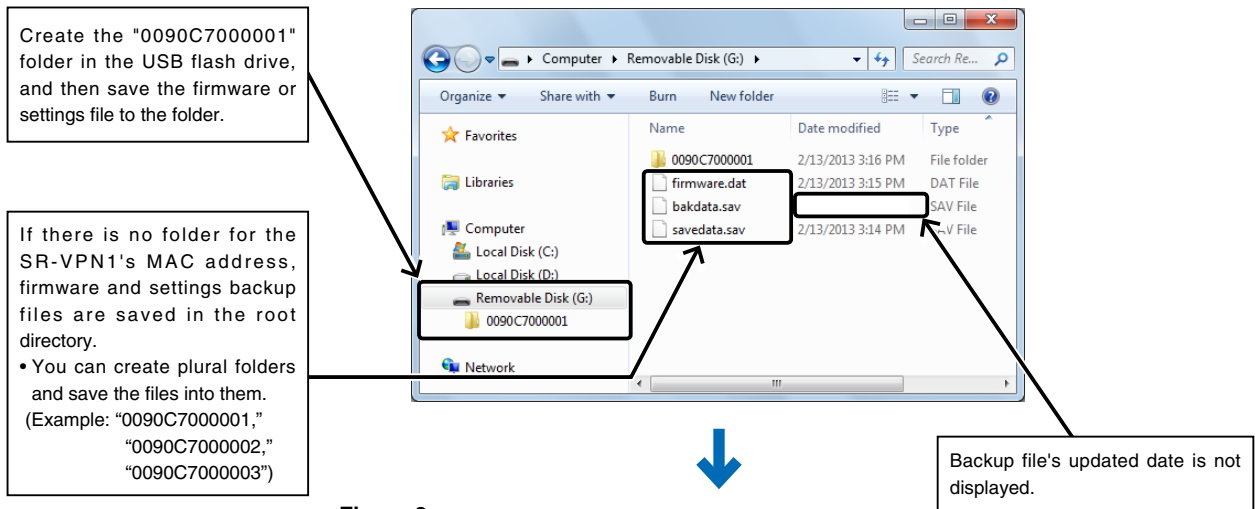 Create the "0090C7000001"
folder in the USB flash drive,
and then save the firmware or
settings file to the folder.
If there is no folder for the
SR-VPN1's MAC address,
firmware and settings backup
files are saved in the root
directory.
• You can create plural folders
and save the files into them.
(Example: “0090C7000001,”
“0090C7000002,”
“0090C7000003”)
Computer Removable Disk (G:) Search Re...
Organize Share with Burn New folder
Favorites
Libraries
Computer
Local Disk (C:)
Local Disk (D:)
Removable Disk (G:)
0090C7000001
Network
Name Date modified Type
0090C7000001 2/13/2013 3:16 PM File folder
firmware.dat 2/13/2013 3:15 PM DAT File
bakdata.sav SAV File
savedata.sav 2/13/2013 3:14 PM File
Backup file's updated date is not
displayed.